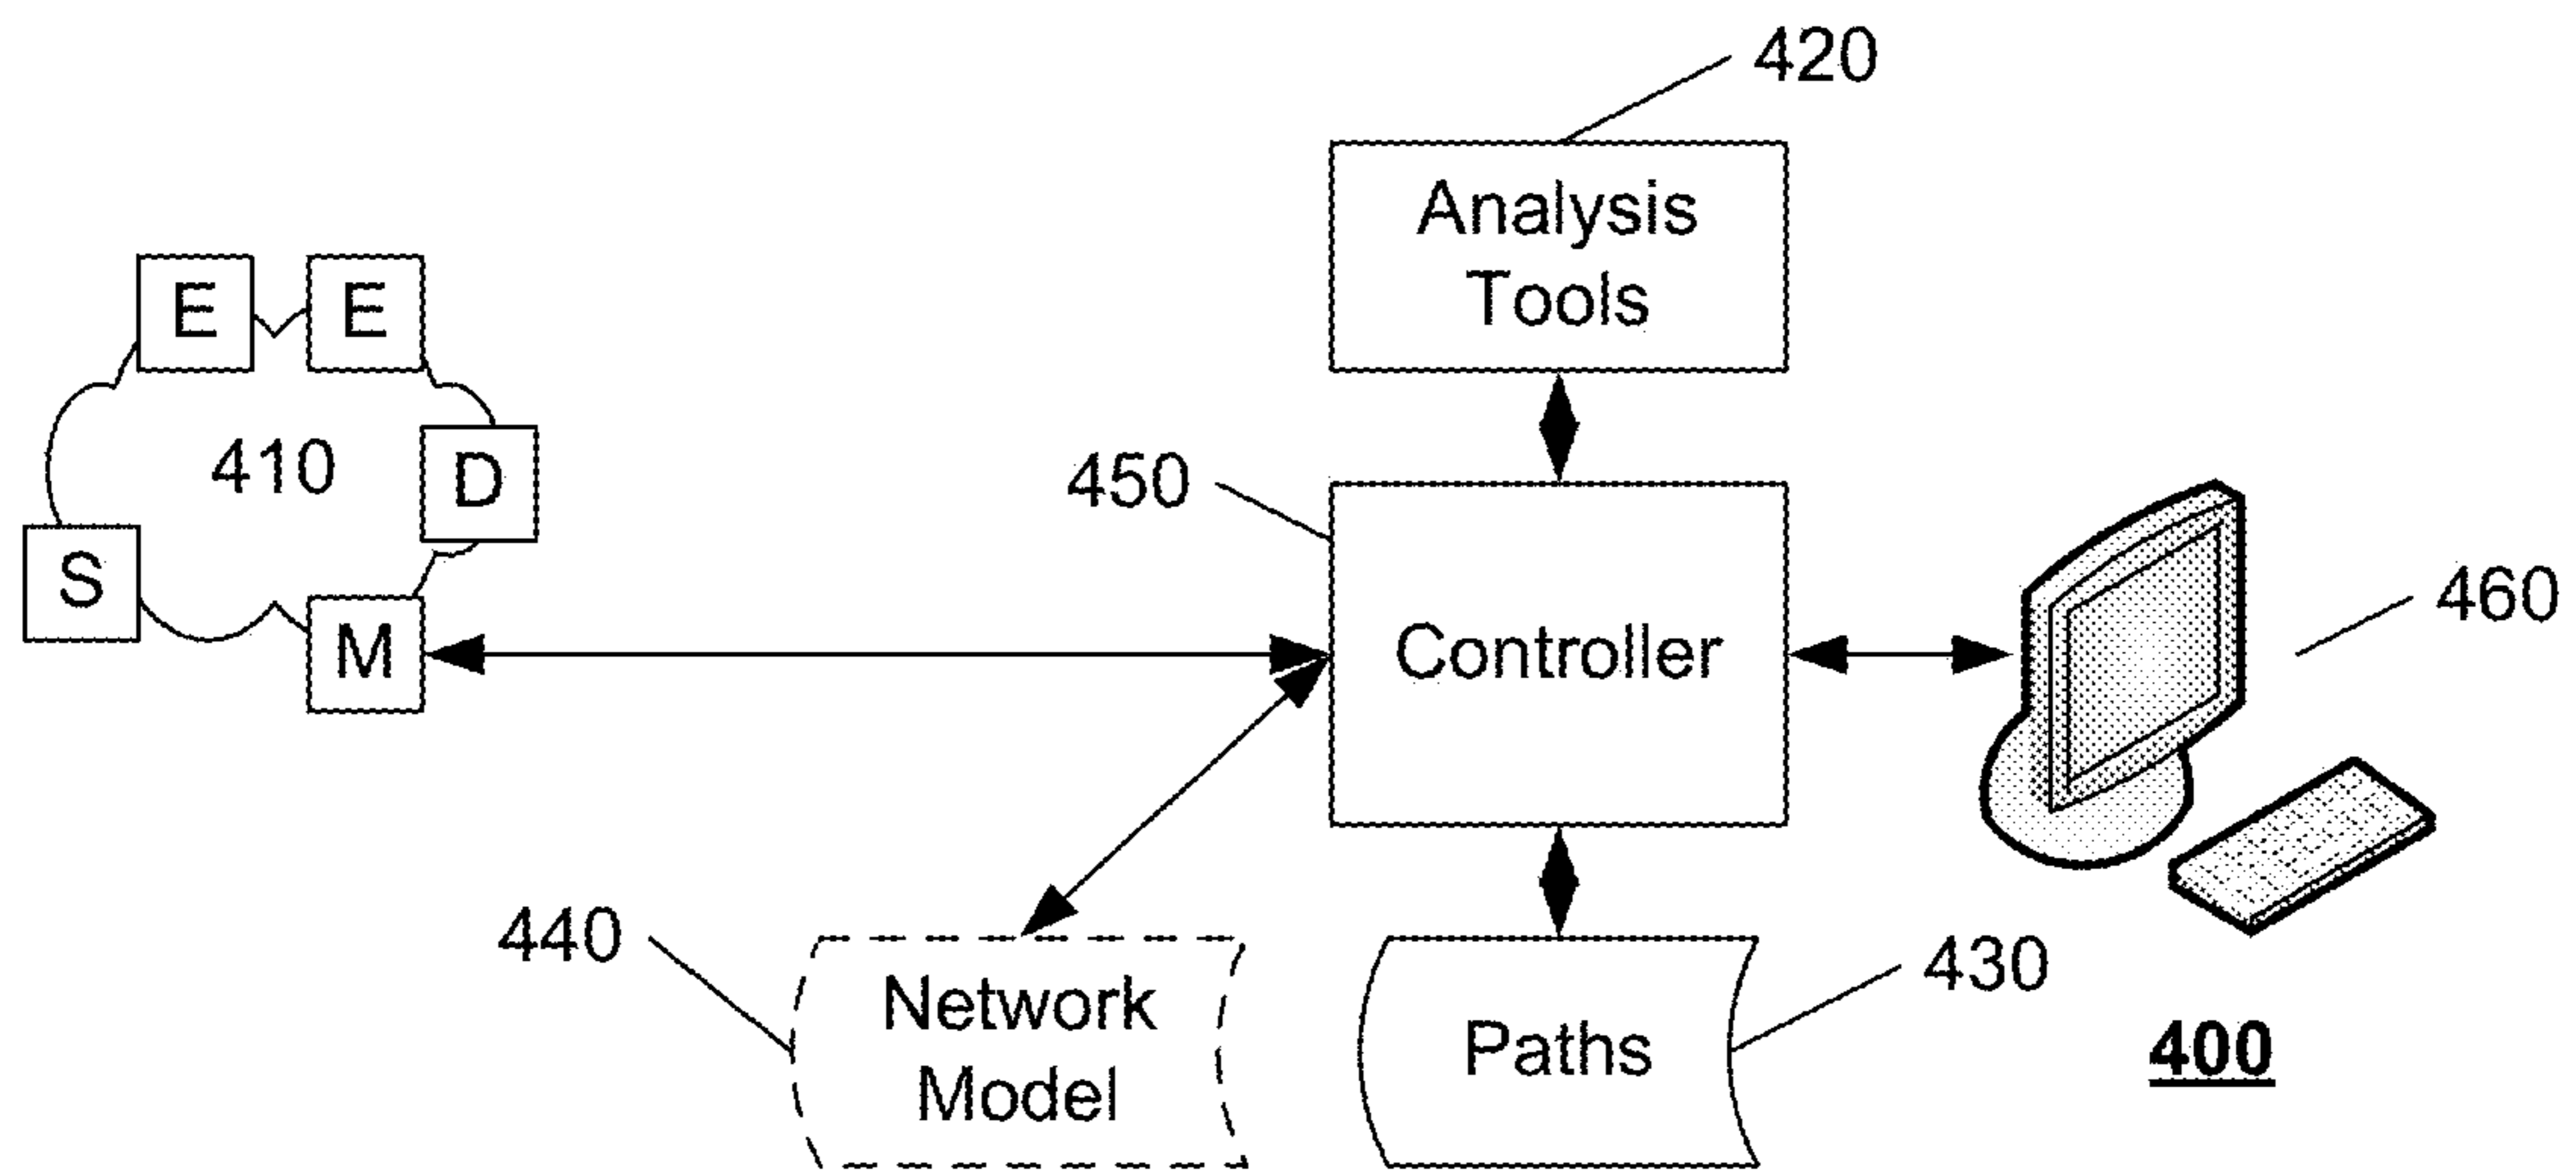 420
Analysis
Tools
E
E
410
D
S
M
450
Controller
460
440
Network
Model
Paths
430
400